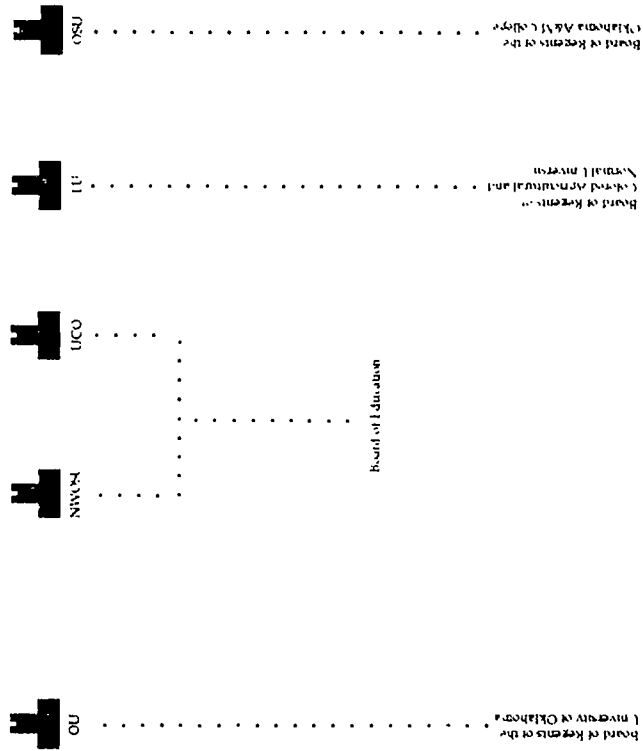 OU
NWOSU
UCO
LU
OSU
Board of Regents of the
University of Oklahoma
Board of Education
Board of Regents of
Colored Agricultural and
Normal University
Board of Regents of the
Oklahoma A&M College